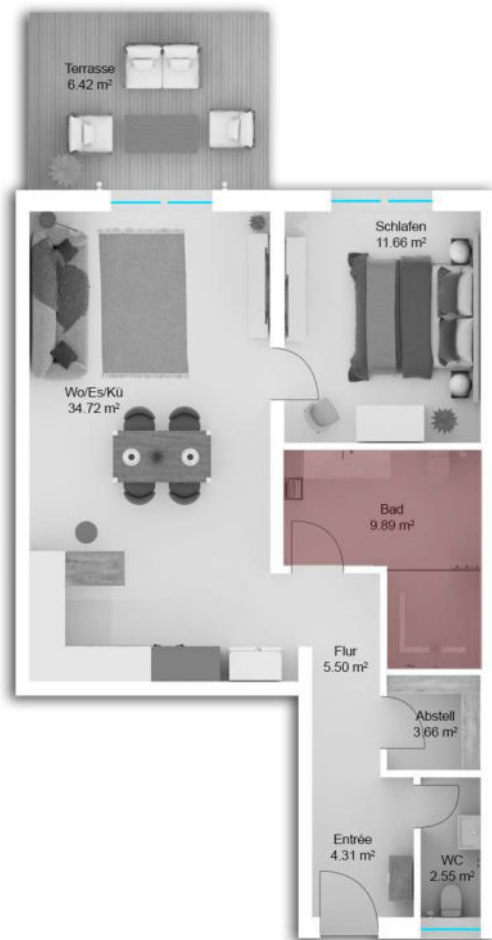 Terrasse
6.42 m²
Schlafen
11.66 m²
Wo/Es/Kü
34.72 m²
Bad
9.89 m²
Flur
5.50 m²
Abstell
3.66 m²
Entrée
4.31 m²
WC
2.55 m²